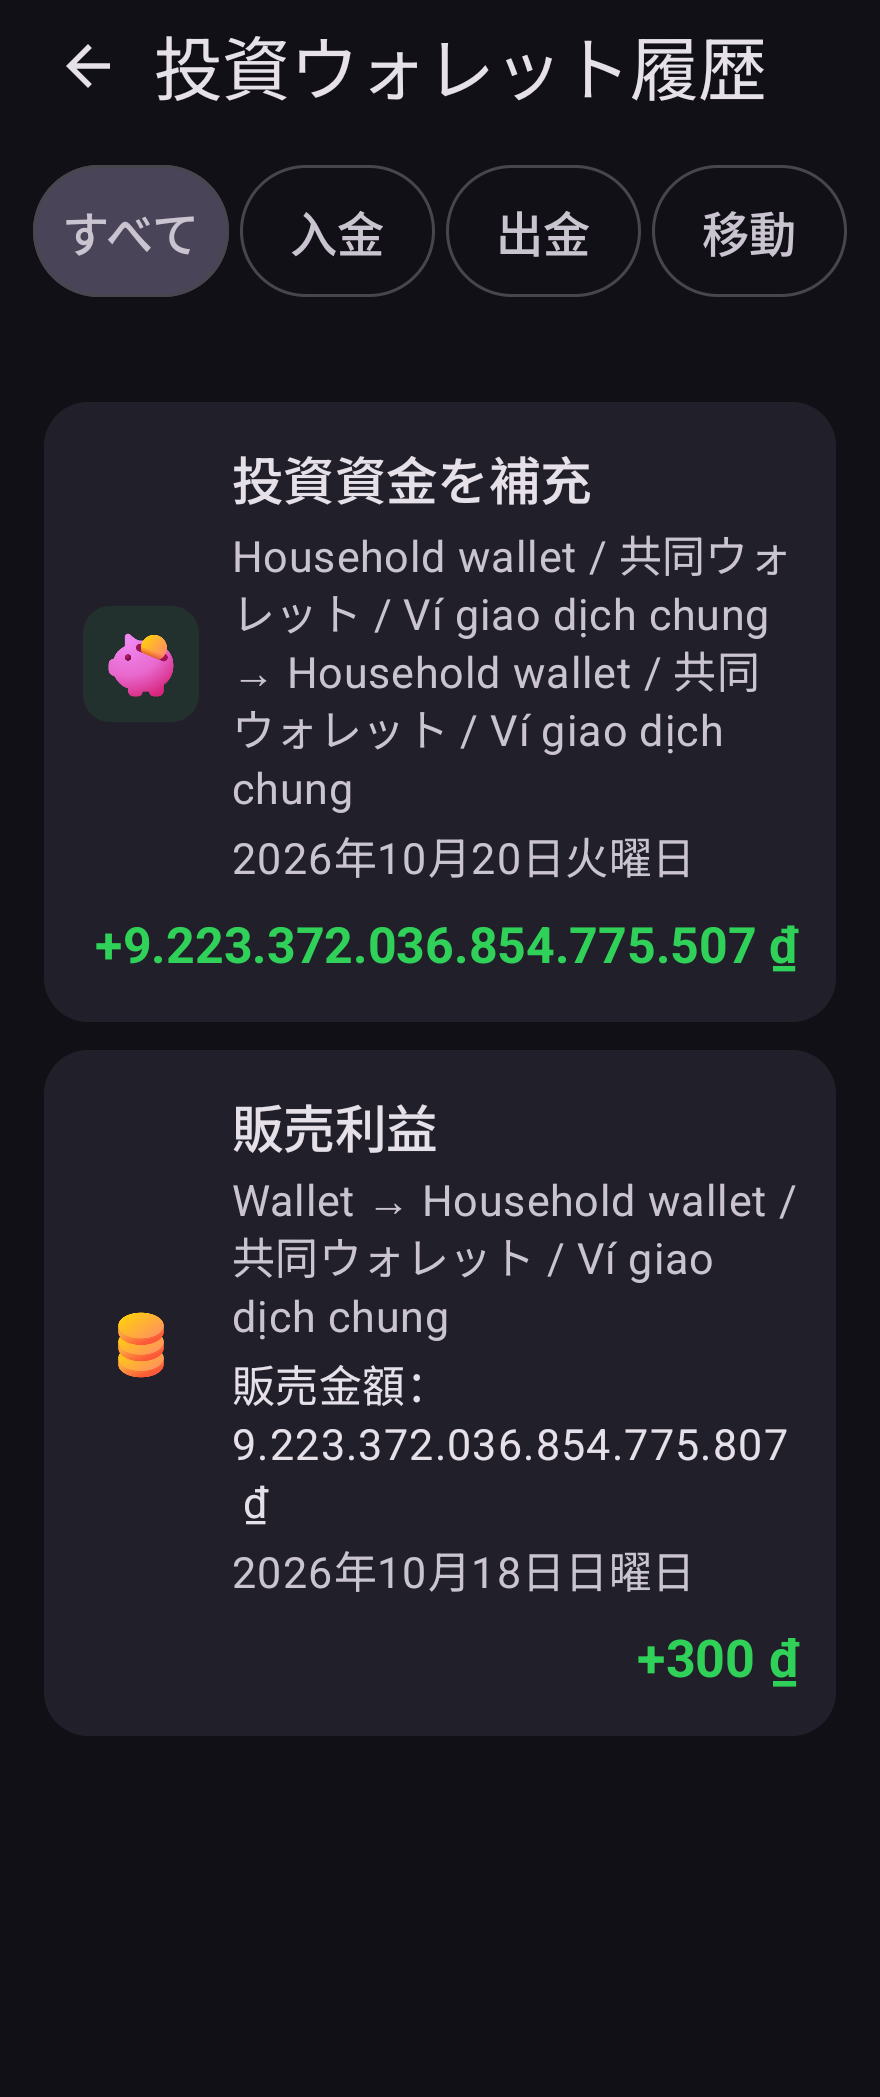 投資ウォレット履歴
すべて
入金
出金
移動
投資資金を補充
Household wallet / 共同ウォ
レット / Ví giao dịch chung
→ Household wallet / 共同
ウォレット / Ví giao dịch
chung
2026年10月20日火曜日
+9.223.372.036.854.775.507 ₫
販売利益
Wallet → Household wallet /
共同ウォレット / Ví giao
dịch chung
販売金額：
9.223.372.036.854.775.807
₫
2026年10月18日日曜日
+300 ₫